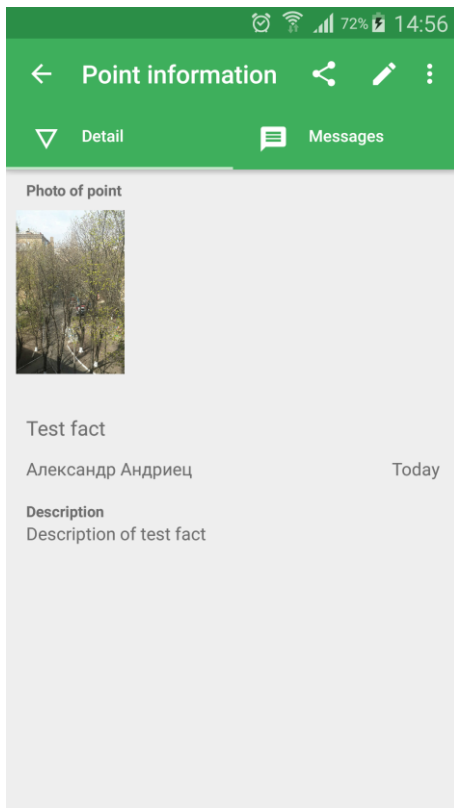 72% 14:56
Point information
Detail Messages
Photo of point
Test fact
Александр Андриец Today
Description
Description of test fact